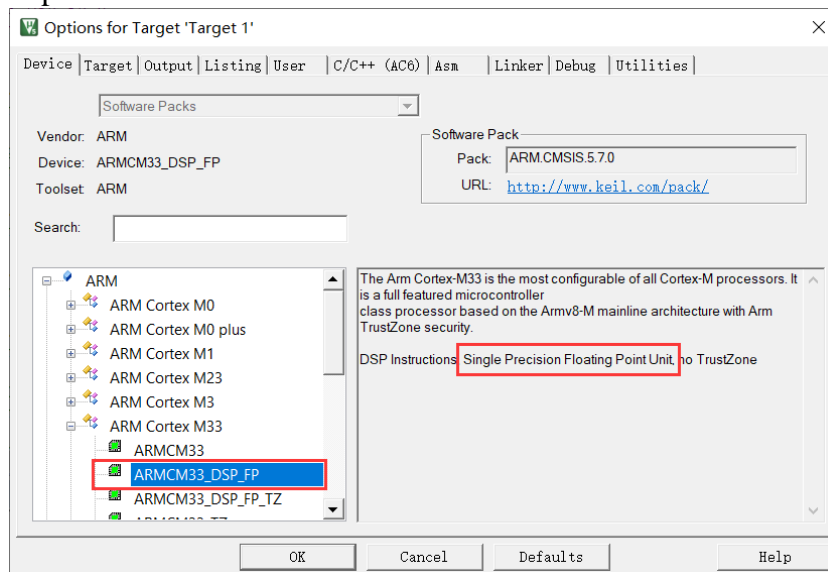 Options for Target 'Target 1'
Device Target Output Listing User C/C++ (AC6) Asm Linker Debug Utilities
Software Packs
Vendor: ARM
Device: ARMCM33_DSP_FP
Toolset: ARM
Software Pack
Pack: ARM.CMSIS.5.7.0
URL: http://www.keil.com/pack/
Search:
ARM
ARM Cortex M0
ARM Cortex M0 plus
ARM Cortex M1
ARM Cortex M23
ARM Cortex M3
ARM Cortex M33
ARMCM33
ARMCM33_DSP_FP
ARMCM33_DSP_FP_TZ
The Arm Cortex-M33 is the most configurable of all Cortex-M processors. It
is a full featured microcontroller
class processor based on the Armv8-M mainline architecture with Arm
TrustZone security.
DSP Instructions, Single Precision Floating Point Unit, no TrustZone
OK Cancel Defaults Help